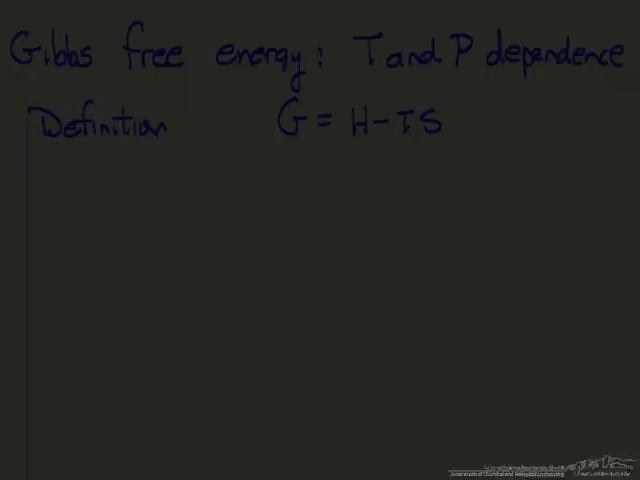 Gibbs free energy: T and P dependence
Definition G = H - TS